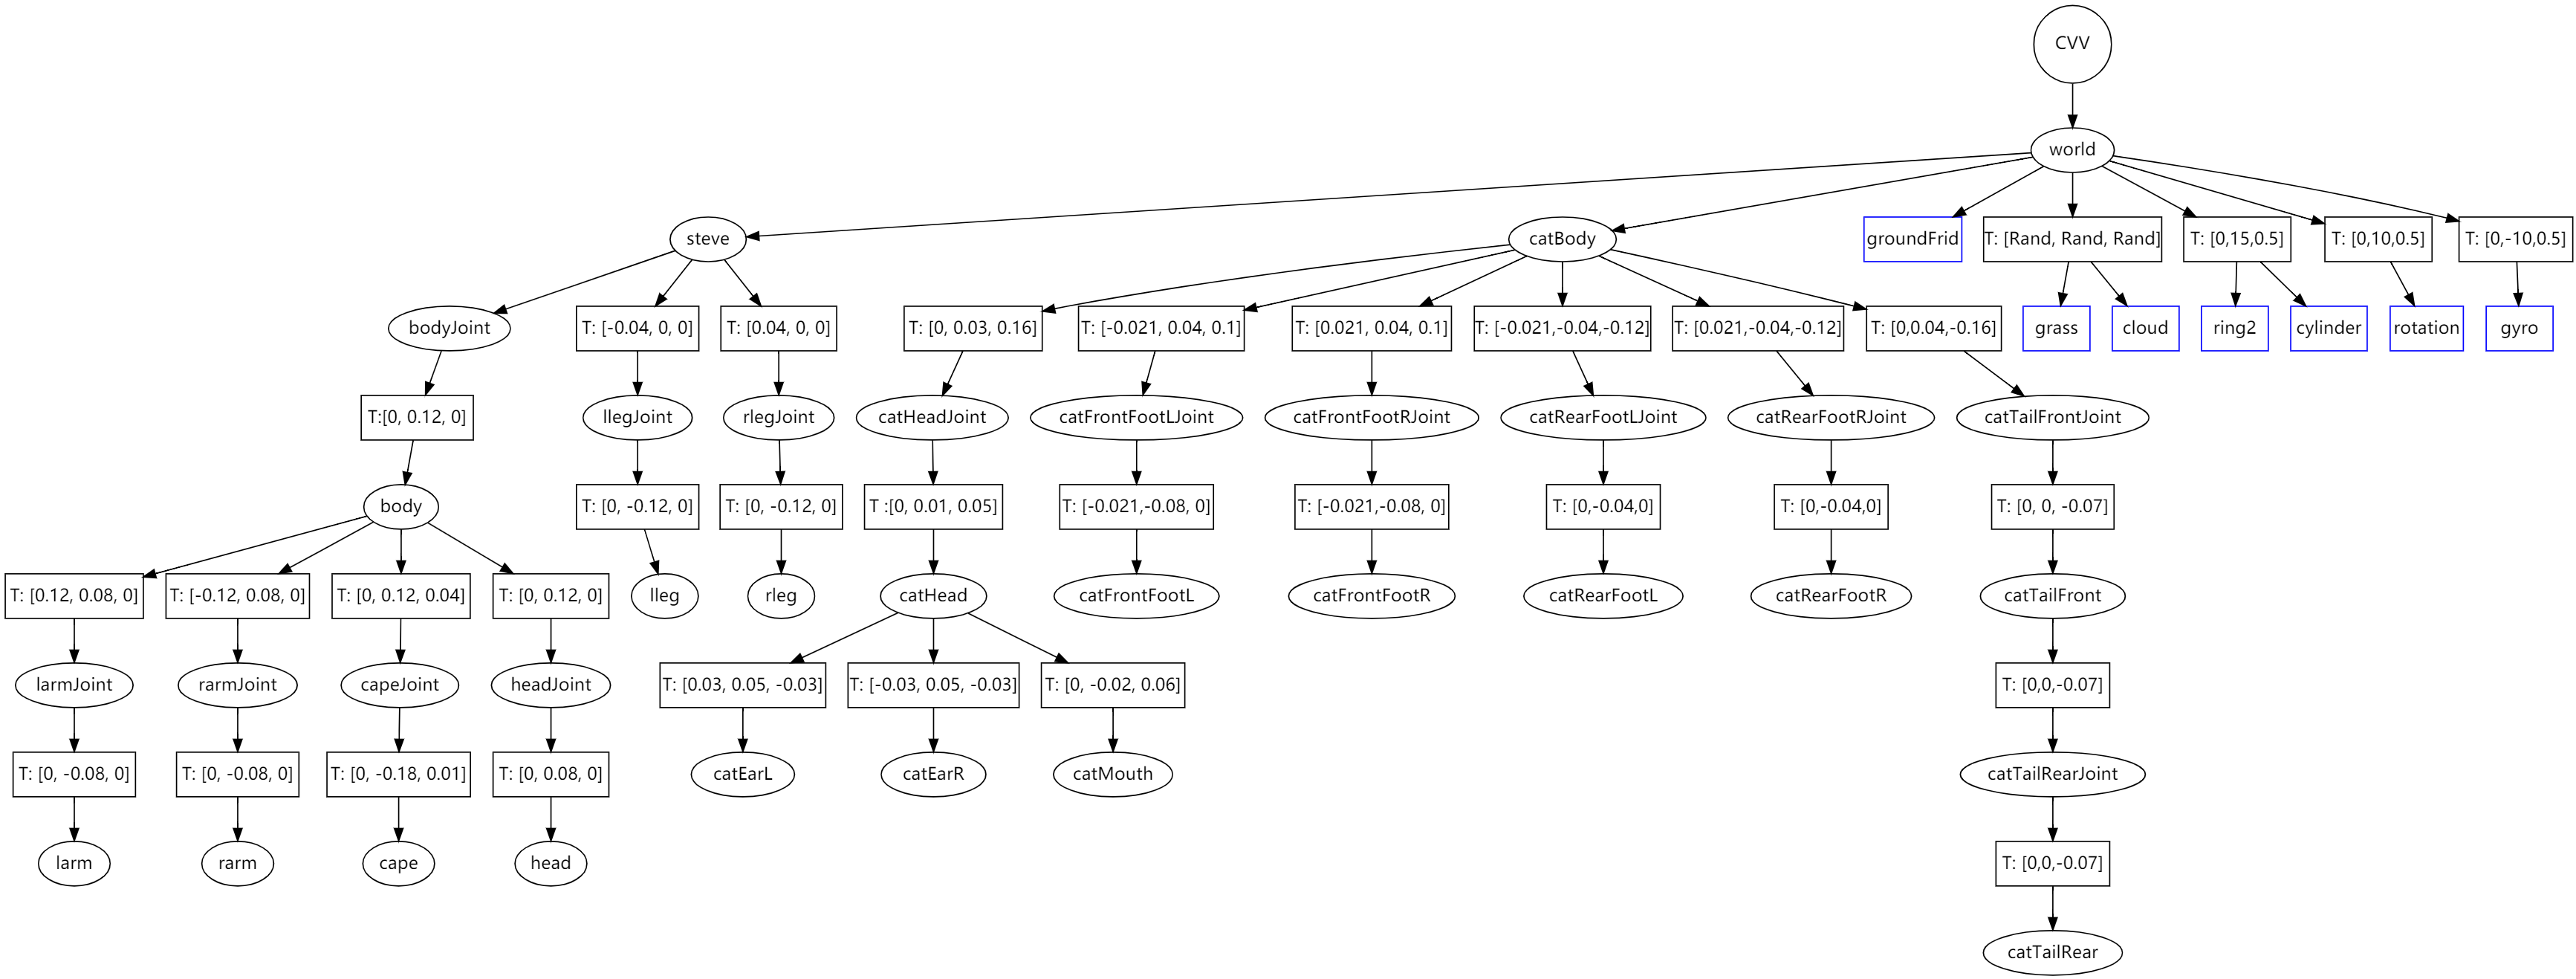 CVV
world
steve
catBody
groundFrid
T: [Rand, Rand, Rand]
T: [0,15,0.5]
T: [0,10,0.5]
T: [0,-10,0.5]
bodyJoint
T: [-0.04, 0, 0]
T: [0.04, 0, 0]
T: [0, 0.03, 0.16]
T: [-0.021, 0.04, 0.1]
T: [0.021, 0.04, 0.1]
T: [-0.021,-0.04,-0.12]
T: [0.021,-0.04,-0.12]
T: [0,0.04,-0.16]
grass
cloud
ring2
cylinder
rotation
gyro
T:[0, 0.12, 0]
llegJoint
rlegJoint
catHeadJoint
catFrontFootLJoint
catFrontFootRJoint
catRearFootLJoint
catRearFootRJoint
catTailFrontJoint
body
T: [0, -0.12, 0]
T: [0, -0.12, 0]
T :[0, 0.01, 0.05]
T: [-0.021,-0.08, 0]
T: [-0.021,-0.08, 0]
T: [0,-0.04,0]
T: [0,-0.04,0]
T: [0, 0, -0.07]
T: [0.12, 0.08, 0]
T: [-0.12, 0.08, 0]
T: [0, 0.12, 0.04]
T: [0, 0.12, 0]
lleg
rleg
catHead
catFrontFootL
catFrontFootR
catRearFootL
catRearFootR
catTailFront
larmJoint
rarmJoint
capeJoint
headJoint
T: [0.03, 0.05, -0.03]
T: [-0.03, 0.05, -0.03]
T: [0, -0.02, 0.06]
T: [0,0,-0.07]
T: [0, -0.08, 0]
T: [0, -0.08, 0]
T: [0, -0.18, 0.01]
T: [0, 0.08, 0]
catEarL
catEarR
catMouth
catTailRearJoint
larm
rarm
cape
head
T: [0,0,-0.07]
catTailRear